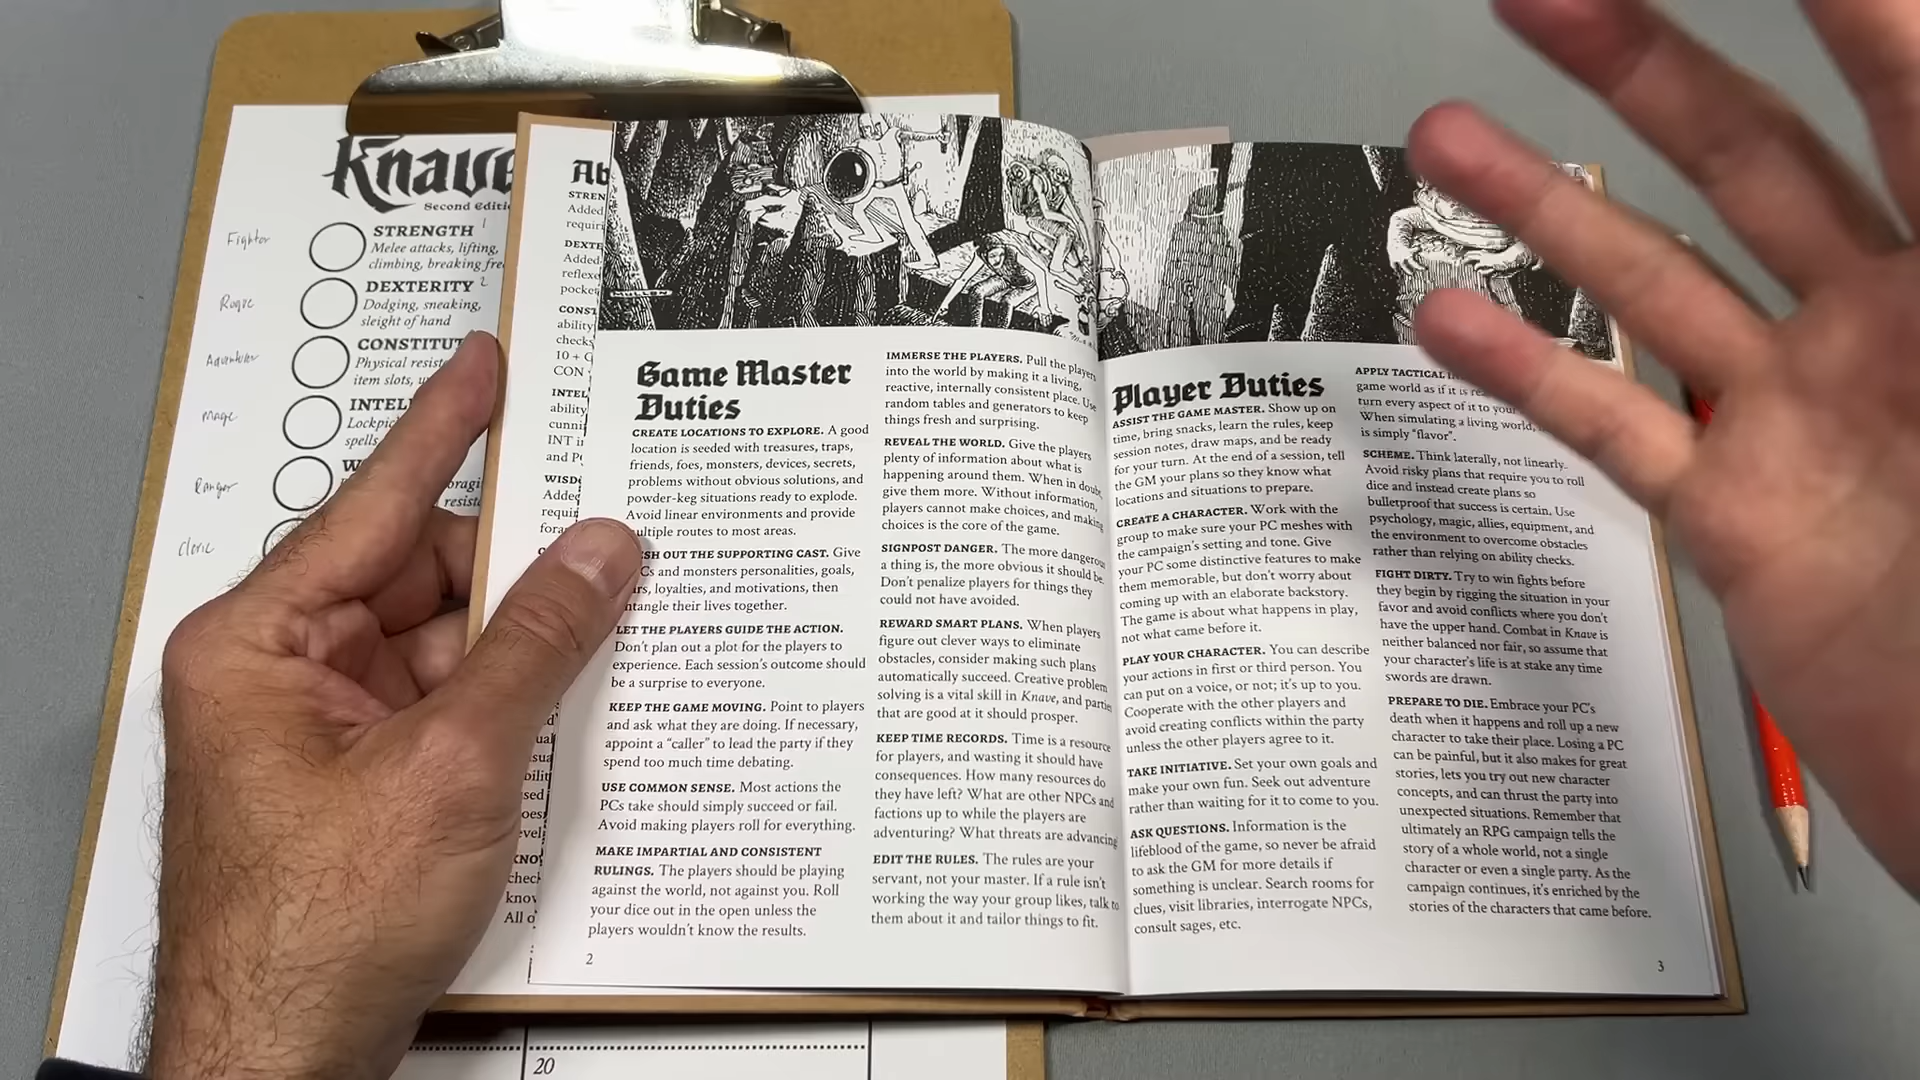 Knave
Second Editi
Fighter
STRENGTH 1
Melee attacks, lifting,
climbing, breaking fre
Rogue
DEXTERITY 2
Dodging, sneaking,
sleight of hand
Adventurer
CONSTITUT
Physical resist
item slots,
Mage
INTEL
Lockpic
spells
Ranger
W
oragi
resist
Cleric
20
Ab
STREN
Added
requir
DEXTE
Added
reflexe
pocket
CONST
ability
checks
10 + C
CON
INTEL
ability
cunni
INT i
and P
WISD
Added
requir
fora
KNO
check
know
All o
MULLEN
Game Master
Duties
CREATE LOCATIONS TO EXPLORE. A good
location is seeded with treasures, traps,
friends, foes, monsters, devices, secrets,
problems without obvious solutions, and
powder-keg situations ready to explode.
Avoid linear environments and provide
ultiple routes to most areas.
SH OUT THE SUPPORTING CAST. Give
Cs and monsters personalities, goals,
rs, loyalties, and motivations, then
ntangle their lives together.
LET THE PLAYERS GUIDE THE ACTION.
Don't plan out a plot for the players to
experience. Each session's outcome should
be a surprise to everyone.
KEEP THE GAME MOVING. Point to players
and ask what they are doing. If necessary,
appoint a "caller" to lead the party if they
spend too much time debating.
USE COMMON SENSE. Most actions the
PCs take should simply succeed or fail.
Avoid making players roll for everything.
MAKE IMPARTIAL AND CONSISTENT
RULINGS. The players should be playing
against the world, not against you. Roll
your dice out in the open unless the
players wouldn't know the results.
2
IMMERSE THE PLAYERS. Pull the players
into the world by making it a living,
reactive, internally consistent place. Use
random tables and generators to keep
things fresh and surprising.
REVEAL THE WORLD. Give the players
plenty of information about what is
happening around them. When in doubt,
give them more. Without information,
players cannot make choices, and making
choices is the core of the game.
SIGNPOST DANGER. The more dangerous
a thing is, the more obvious it should be.
Don't penalize players for things they
could not have avoided.
REWARD SMART PLANS. When players
figure out clever ways to eliminate
obstacles, consider making such plans
automatically succeed. Creative problem
solving is a vital skill in Knave, and parties
that are good at it should prosper.
KEEP TIME RECORDS. Time is a resource
for players, and wasting it should have
consequences. How many resources do
they have left? What are other NPCs and
factions up to while the players are
adventuring? What threats are advancing
EDIT THE RULES. The rules are your
servant, not your master. If a rule isn't
working the way your group likes, talk to
them about it and tailor things to fit.
Player Duties
ASSIST THE GAME MASTER. Show up on
time, bring snacks, learn the rules, keep
session notes, draw maps, and be ready
for your turn. At the end of a session, tell
the GM your plans so they know what
locations and situations to prepare.
CREATE A CHARACTER. Work with the
group to make sure your PC meshes with
the campaign's setting and tone. Give
your PC some distinctive features to make
them memorable, but don't worry about
coming up with an elaborate backstory.
The game is about what happens in play,
not what came before it.
PLAY YOUR CHARACTER. You can describe
your actions in first or third person. You
can put on a voice, or not; it's up to you.
Cooperate with the other players and
avoid creating conflicts within the party
unless the other players agree to it.
TAKE INITIATIVE. Set your own goals and
make your own fun. Seek out adventure
rather than waiting for it to come to you.
ASK QUESTIONS. Information is the
lifeblood of the game, so never be afraid
to ask the GM for more details if
something is unclear. Search rooms for
clues, visit libraries, interrogate NPCs,
consult sages, etc.
APPLY TACTICAL
game world as if it is re
turn every aspect of it to your
When simulating a living world,
is simply "flavor".
SCHEME. Think laterally, not linearly.
Avoid risky plans that require you to roll
dice and instead create plans so
bulletproof that success is certain. Use
psychology, magic, allies, equipment, and
the environment to overcome obstacles
rather than relying on ability checks.
FIGHT DIRTY. Try to win fights before
they begin by rigging the situation in your
favor and avoid conflicts where you don't
have the upper hand. Combat in Knave is
neither balanced nor fair, so assume that
your character's life is at stake any time
swords are drawn.
PREPARE TO DIE. Embrace your PC's
death when it happens and roll up a new
character to take their place. Losing a PC
can be painful, but it also makes for great
stories, lets you try out new character
concepts, and can thrust the party into
unexpected situations. Remember that
ultimately an RPG campaign tells the
story of a whole world, not a single
character or even a single party. As the
campaign continues, it's enriched by the
stories of the characters that came before.
3